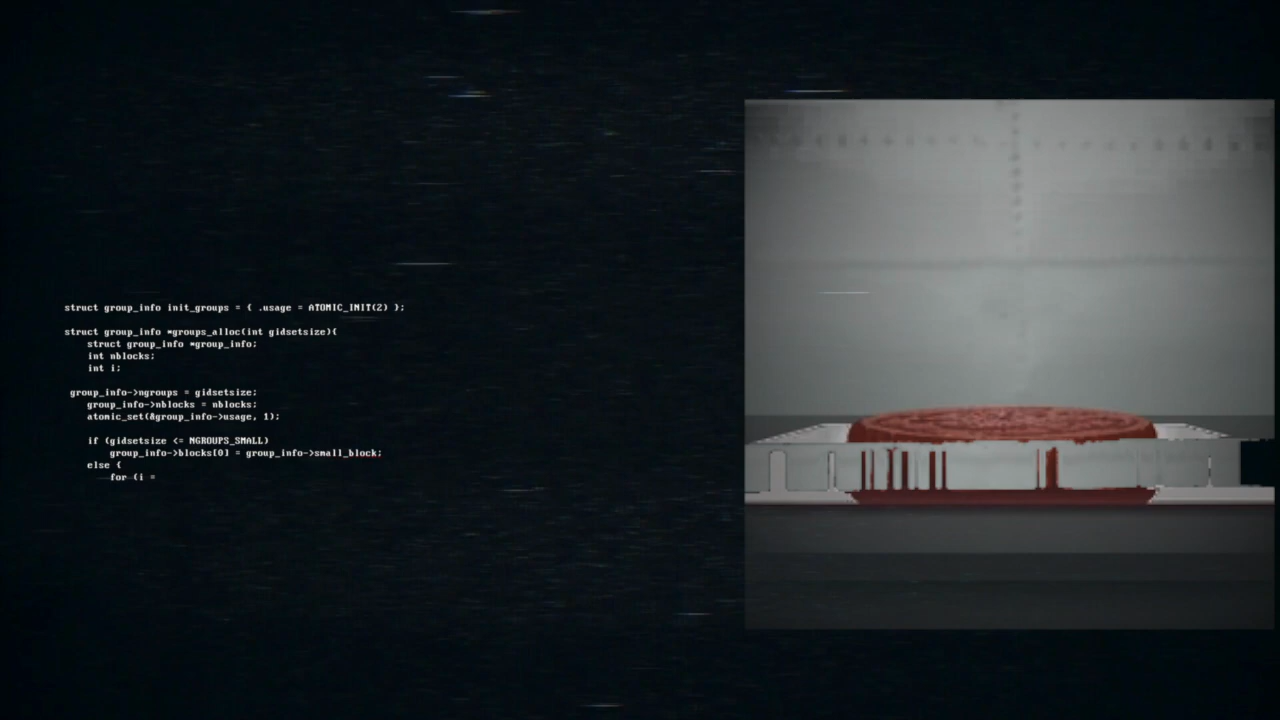 struct group_info init_groups = { .usage = ATOMIC_INIT(2) };
struct group_info *groups_alloc(int gidsetsize){
struct group_info *group_info;
int nblocks;
int i;
group_info->ngroups = gidsetsize;
group_info->nblocks = nblocks;
atomic_set(&group_info->usage, 1);
if (gidsetsize <= NGROUPS_SMALL)
group_info->blocks[0] = group_info->small_block;
else {
for (i =